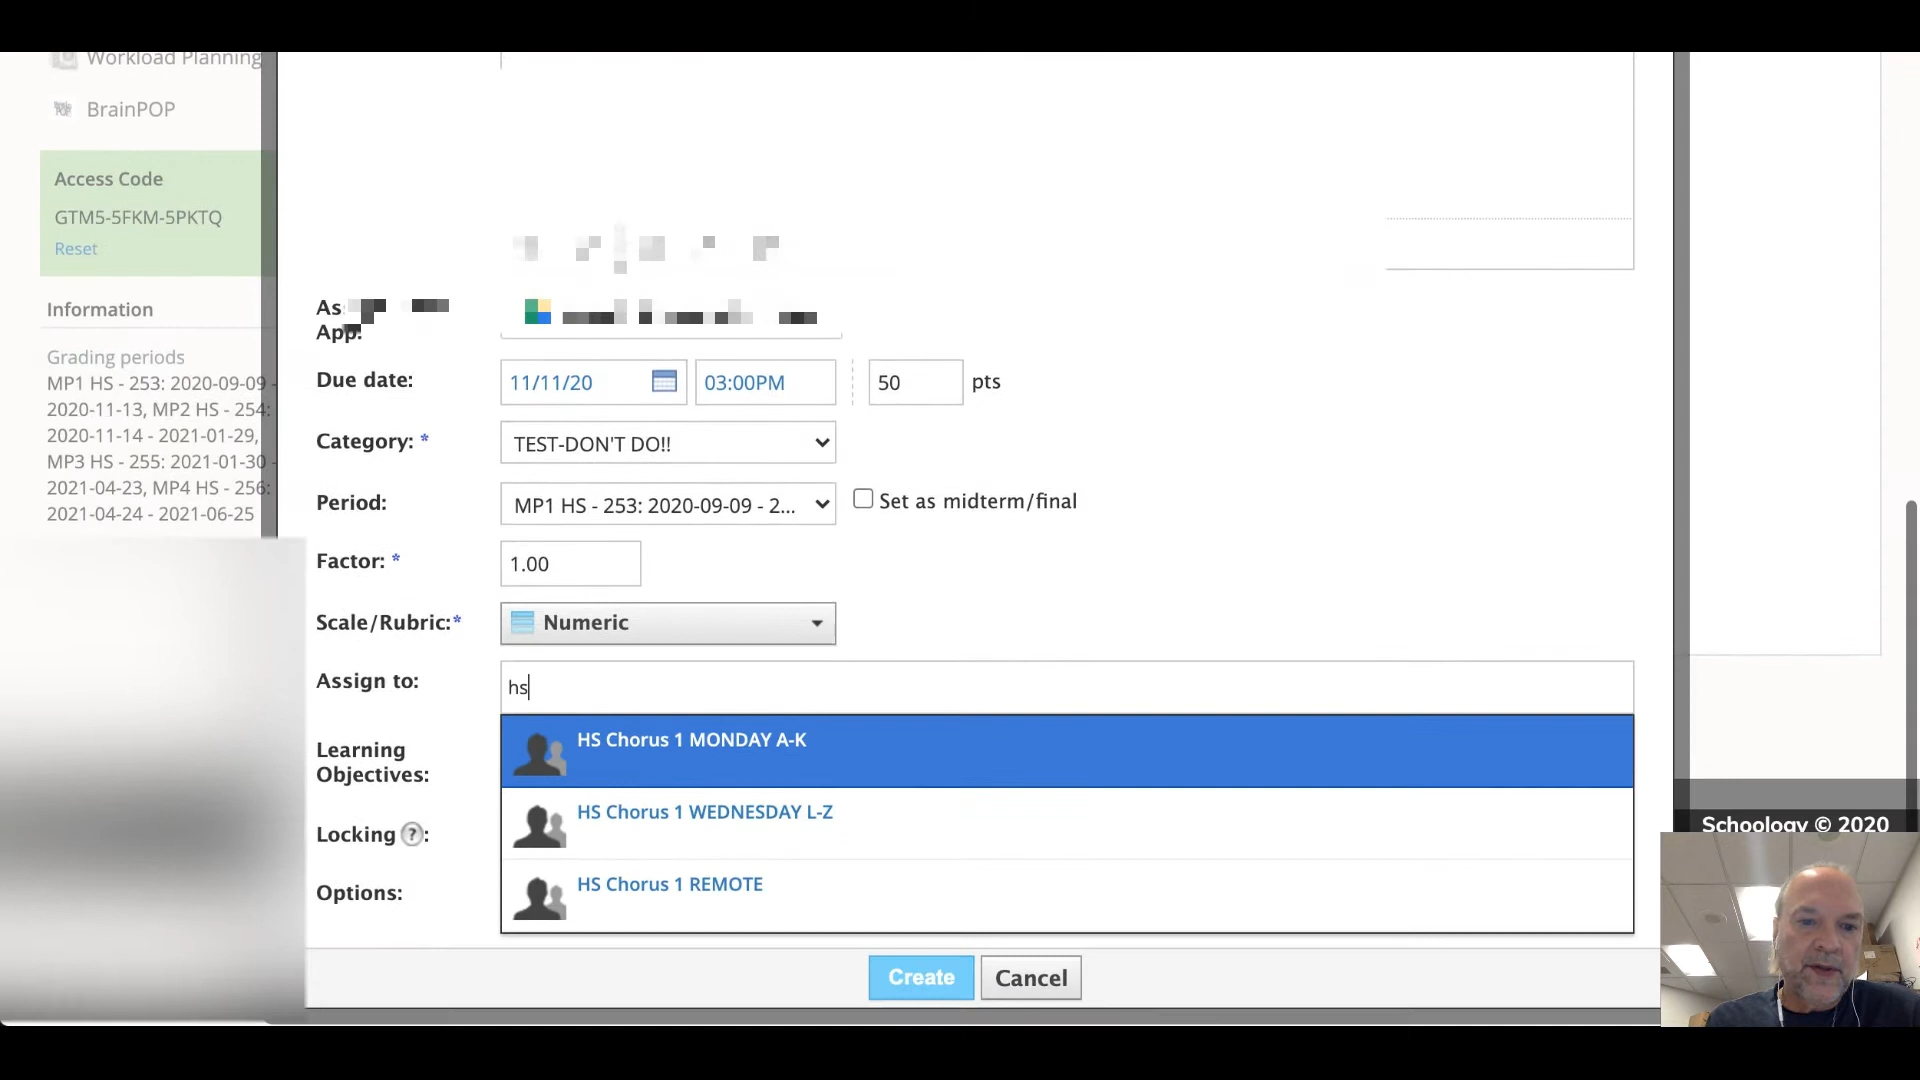 Workload Planning
BrainPOP
Access Code
GTM5-5FKM-5PKTQ
Reset
Information
Grading periods
MP1 HS - 253: 2020-09-09 -
2020-11-13, MP2 HS - 254:
2020-11-14 - 2021-01-29,
MP3 HS - 255: 2021-01-30 -
2021-04-23, MP4 HS - 256:
2021-04-24 - 2021-06-25
App:
Due date: 11/11/20 03:00PM 50 pts
Category: * TEST-DON'T DO!!
Period: MP1 HS - 253: 2020-09-09 - 2... Set as midterm/final
Factor: * 1.00
Scale/Rubric:* Numeric
Assign to: hs
HS Chorus 1 MONDAY A-K
HS Chorus 1 WEDNESDAY L-Z
HS Chorus 1 REMOTE
Learning
Objectives:
Locking ?:
Options:
Create Cancel
Schoology © 2020